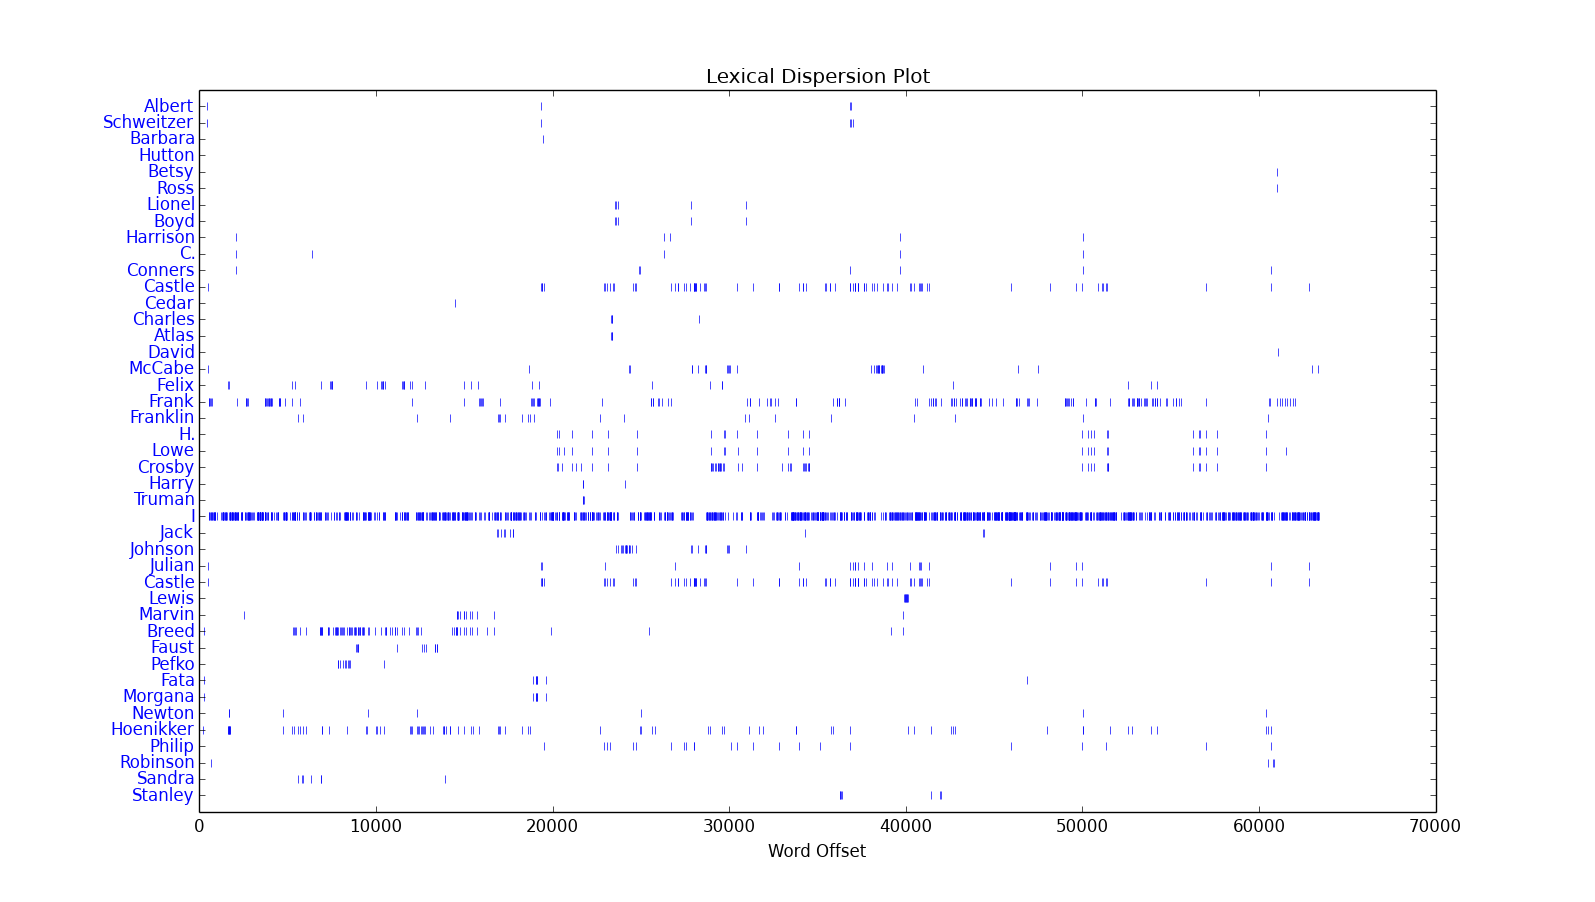 Lexical Dispersion Plot
Albert
Schweitzer
Barbara
Hutton
Betsy
Ross
Lionel
Boyd
Harrison
C.
Conners
Castle
Cedar
Charles
Atlas
David
McCabe
Felix
Frank
Franklin
H.
Lowe
Crosby
Harry
Truman
I
Jack
Johnson
Julian
Castle
Lewis
Marvin
Breed
Faust
Pefko
Fata
Morgana
Newton
Hoenikker
Philip
Robinson
Sandra
Stanley
0 10000 20000 30000 40000 50000 60000 70000
Word Offset